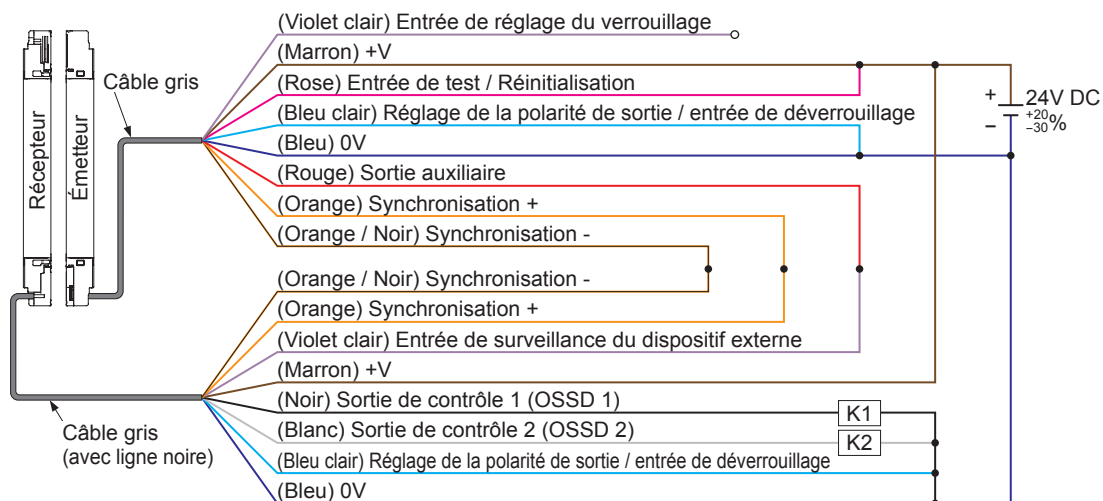 (Violet clair) Entrée de réglage du verrouillage
(Marron) +V
(Rose) Entrée de test / Réinitialisation
(Bleu clair) Réglage de la polarité de sortie / entrée de déverrouillage
(Bleu) 0V
(Rouge) Sortie auxiliaire
(Orange) Synchronisation +
(Orange / Noir) Synchronisation -
(Orange / Noir) Synchronisation -
(Orange) Synchronisation +
(Violet clair) Entrée de surveillance du dispositif externe
(Marron) +V
(Noir) Sortie de contrôle 1 (OSSD 1)
(Blanc) Sortie de contrôle 2 (OSSD 2)
(Bleu clair) Réglage de la polarité de sortie / entrée de déverrouillage
(Bleu) 0V
Récepteur
Émetteur
Câble gris
Câble gris
(avec ligne noire)
K1
K2
+
−
24V DC
+20
−30 %